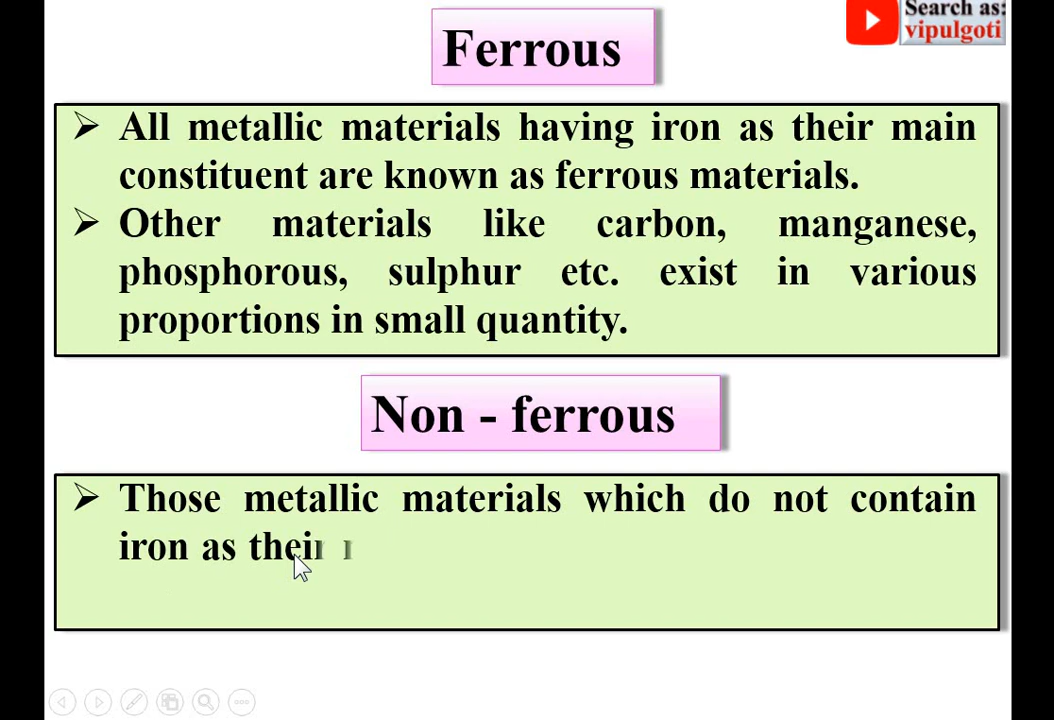 Search as:
vipulgoti
Ferrous
➢ All metallic materials having iron as their main
constituent are known as ferrous materials.
➢ Other materials like carbon, manganese,
phosphorous, sulphur etc. exist in various
proportions in small quantity.
Non - ferrous
➢ Those metallic materials which do not contain
iron as their